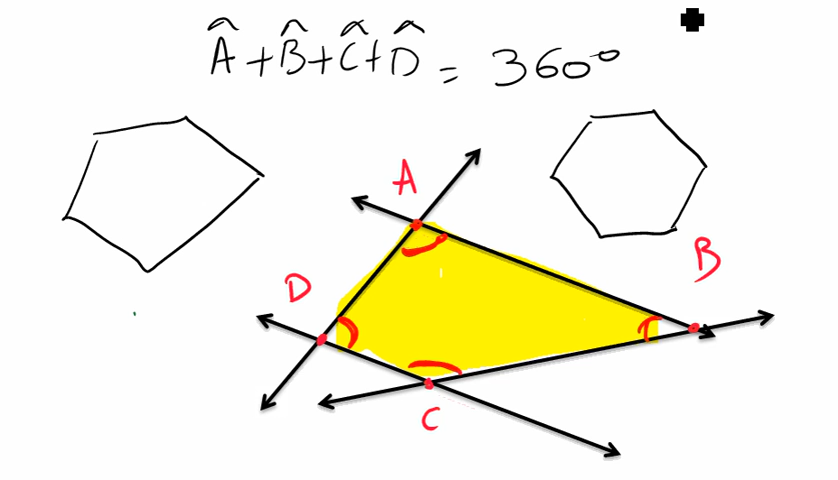 Â + B̂ + Ĉ + D̂ = 360°
A
B
D
C